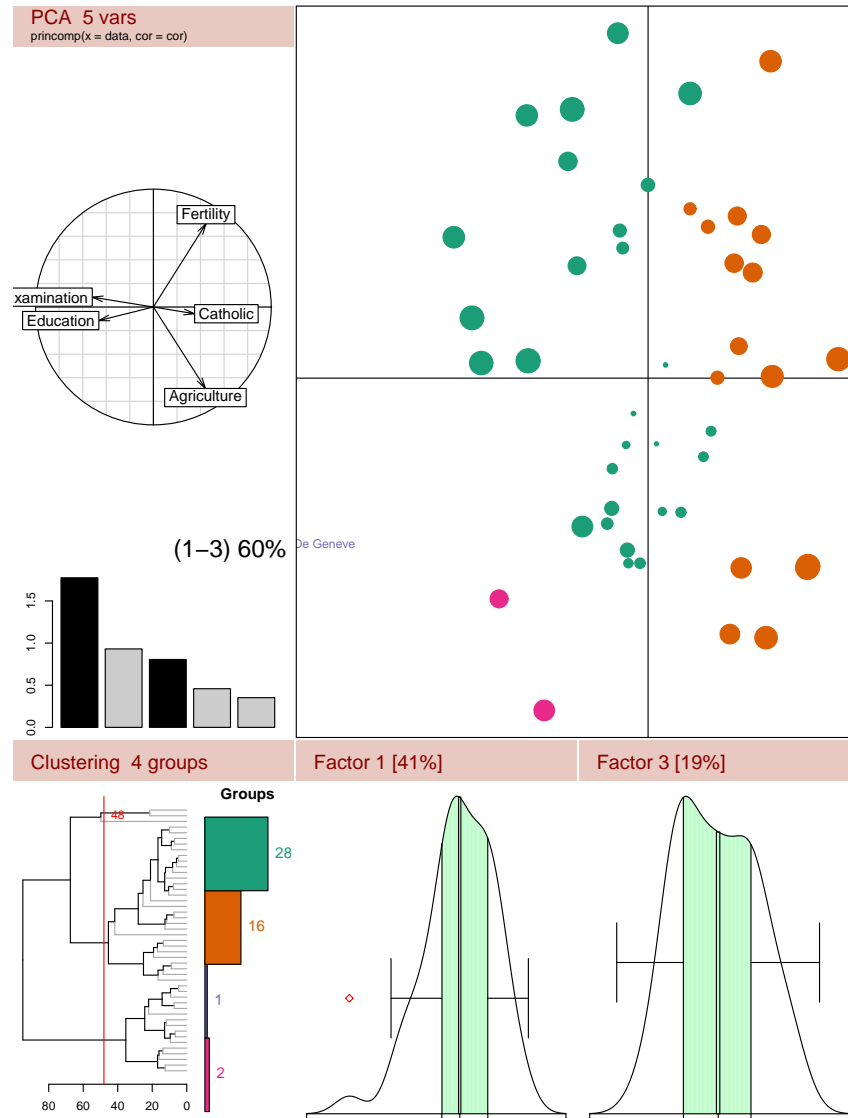 PCA 5 vars
princomp(x = data, cor = cor)
Fertility
xamination
Education
Catholic
Agriculture
(1−3) 60%
De Geneve
1.5
1.0
0.5
0.0
Clustering 4 groups
Factor 1 [41%]
Factor 3 [19%]
Groups
48
28
16
1
2
80 60 40 20 0